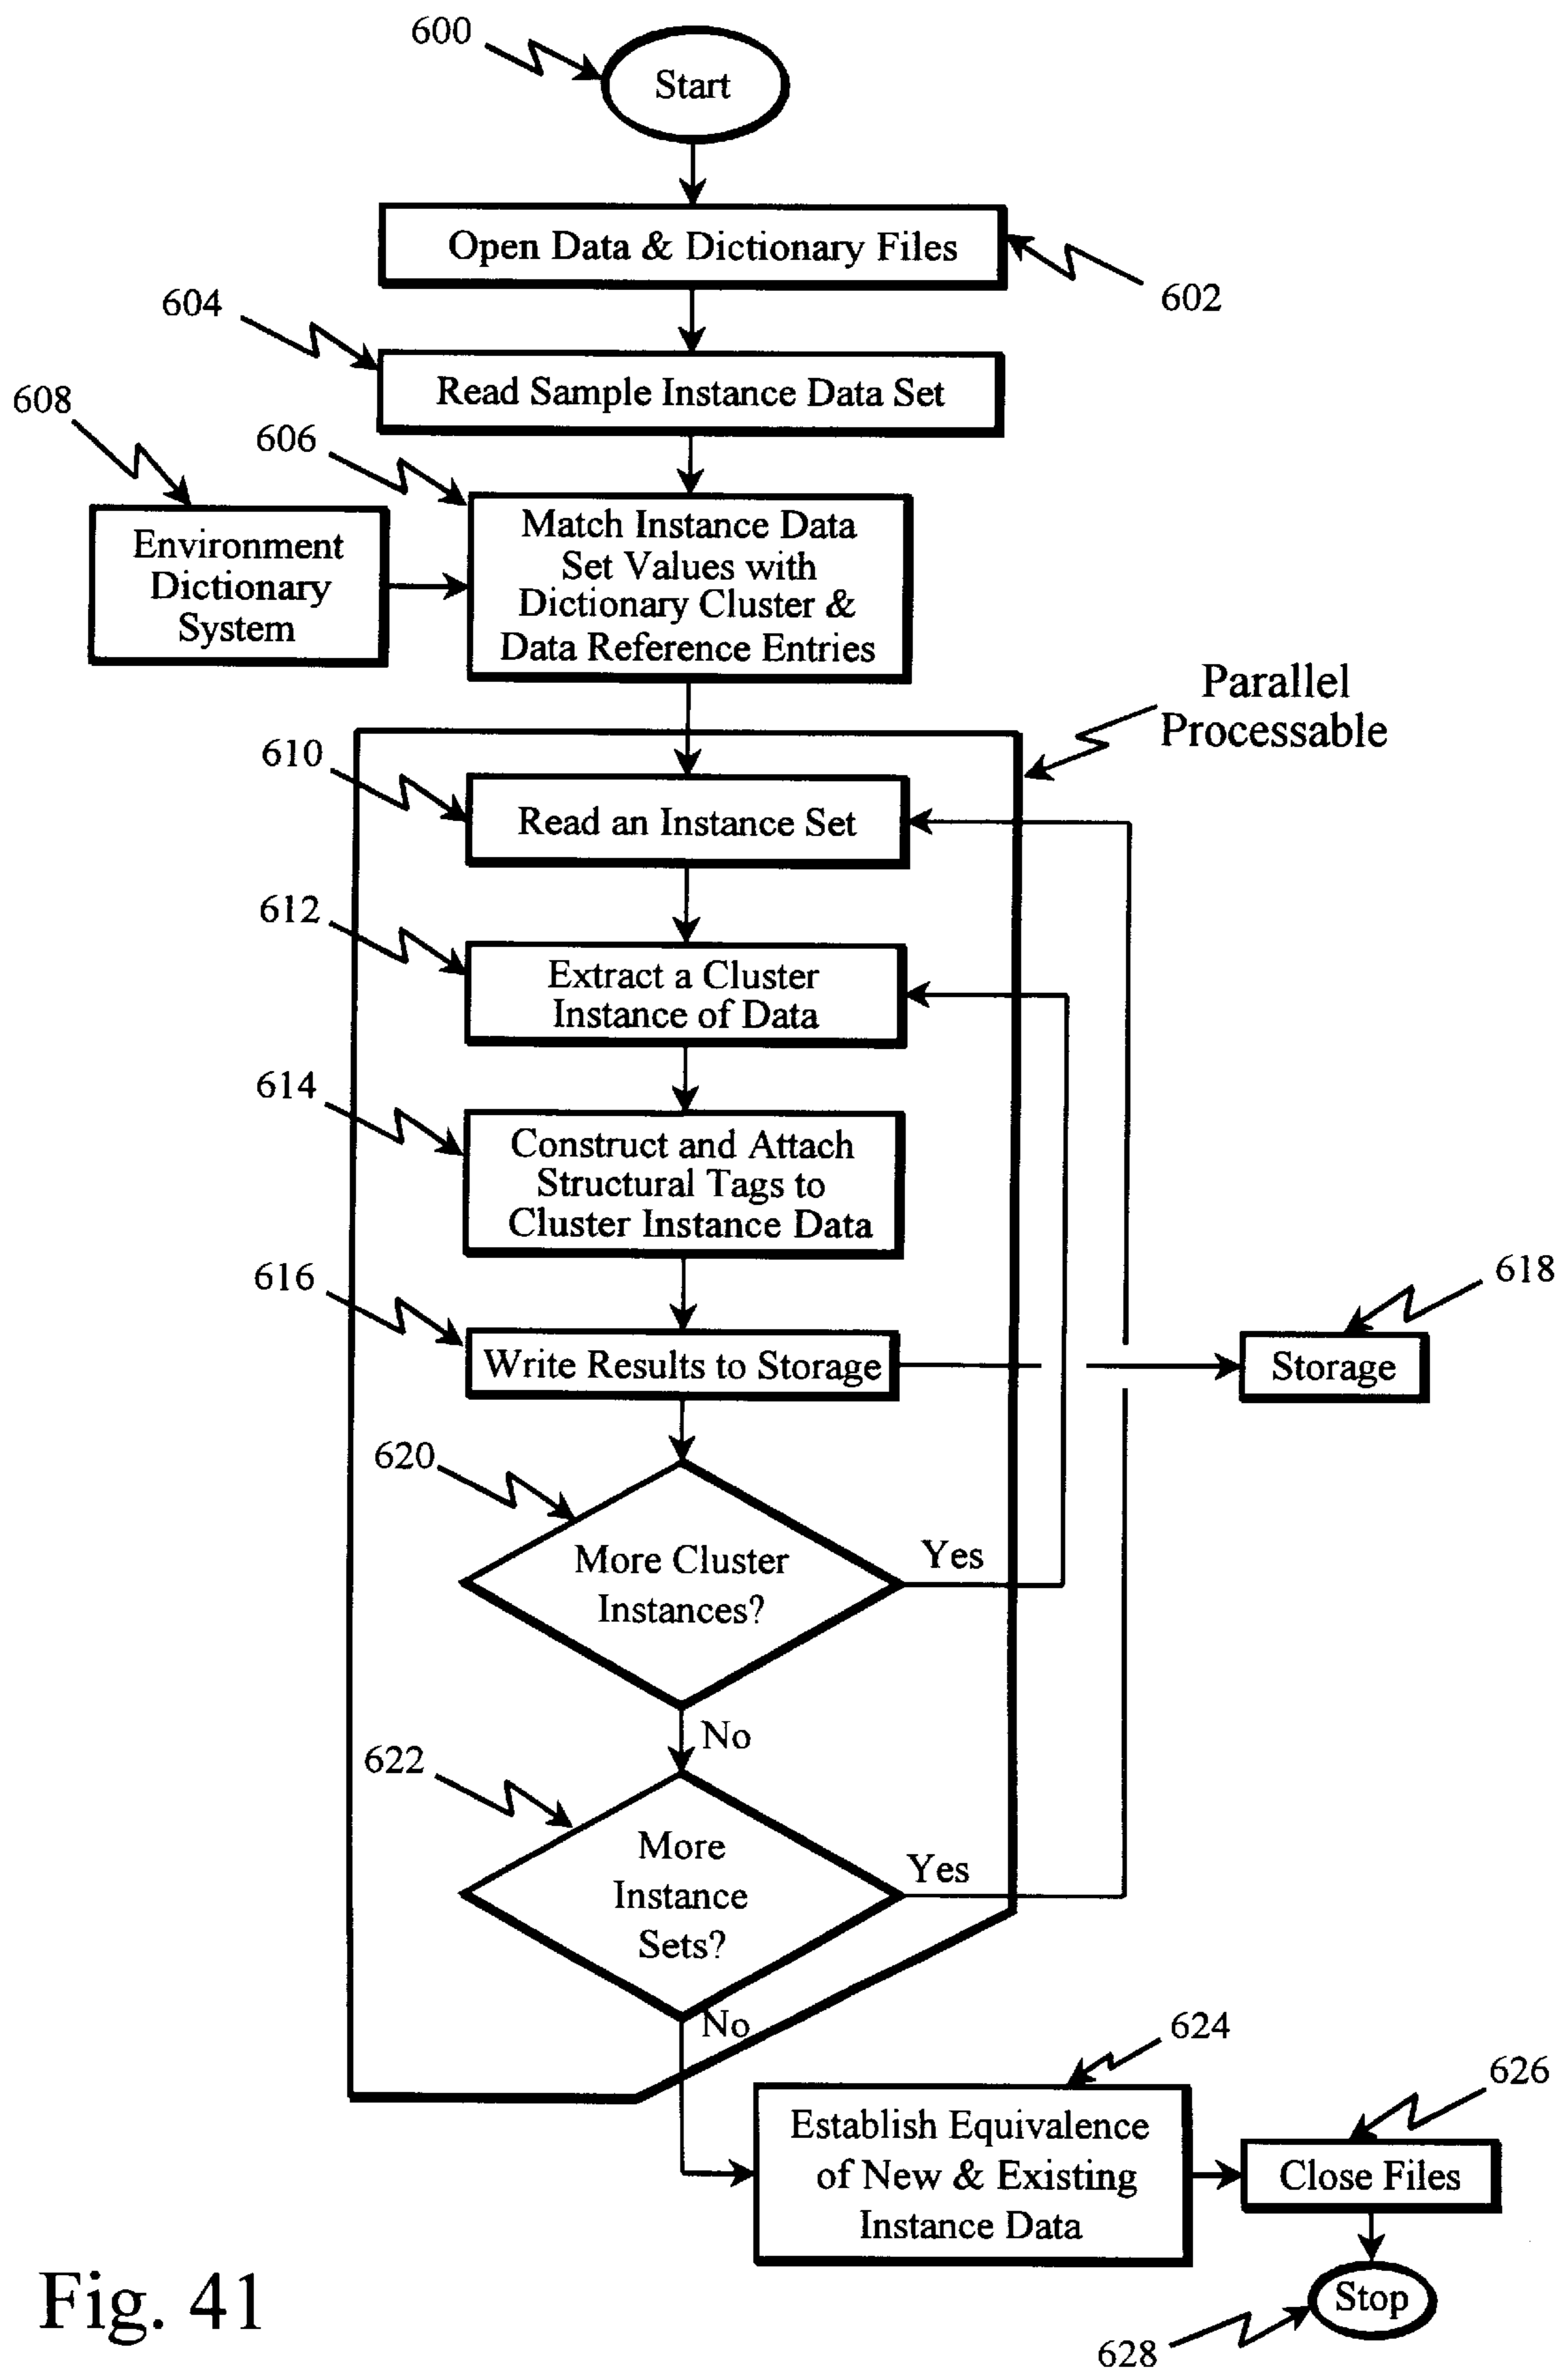 600
Start
Open Data & Dictionary Files
602
604
Read Sample Instance Data Set
608
606
Environment
Dictionary
System
Match Instance Data
Set Values with
Dictionary Cluster &
Data Reference Entries
Parallel
Processable
610
Read an Instance Set
612
Extract a Cluster
Instance of Data
614
Construct and Attach
Structural Tags to
Cluster Instance Data
616
618
Write Results to Storage
Storage
620
More Cluster
Instances?
Yes
No
622
More
Instance
Sets?
Yes
No
624
626
Establish Equivalence
of New & Existing
Instance Data
Close Files
Stop
628
Fig. 41